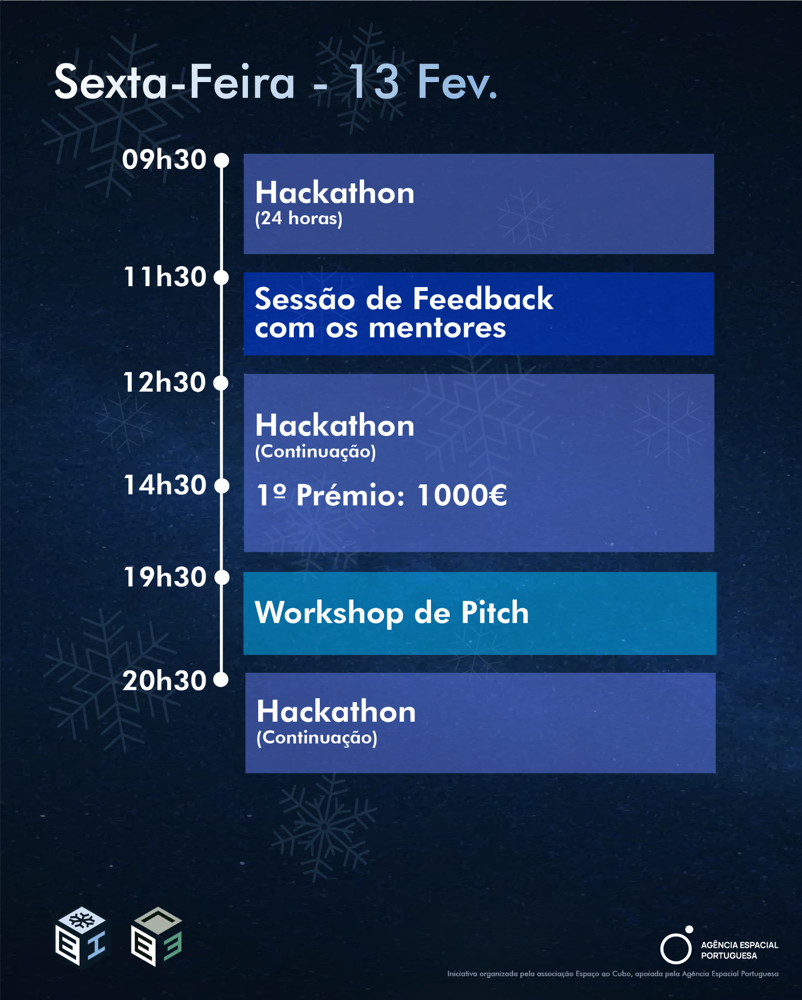 Sexta-Feira - 13 Fev.
09h30
Hackathon
(24 horas)
11h30
Sessão de Feedback
com os mentores
12h30
Hackathon
(Continuação)
14h30
1º Prémio: 1000€
19h30
Workshop de Pitch
20h30
Hackathon
(Continuação)
E I
E 3
AGÊNCIA ESPACIAL
PORTUGUESA
Iniciativa organizada pela associação Espaço ao Cubo, apoiada pela Agência Espacial Portuguesa